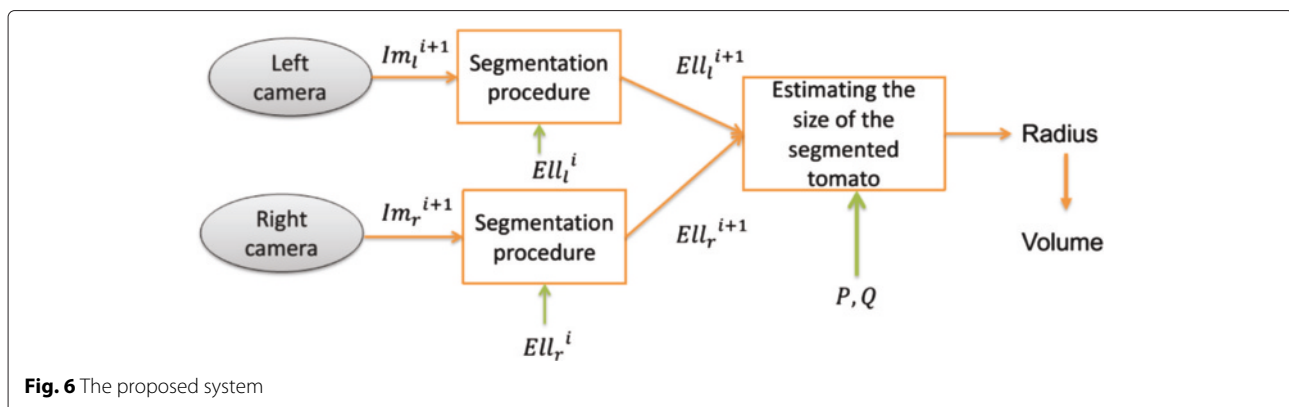 Left
camera
$Im_l^{i+1}$
Segmentation
procedure
$Ell_l^{i}$
$Ell_l^{i+1}$
Right
camera
$Im_r^{i+1}$
Segmentation
procedure
$Ell_r^{i}$
$Ell_r^{i+1}$
Estimating the
size of the
segmented
tomato
$P, Q$
Radius
Volume
Fig. 6 The proposed system